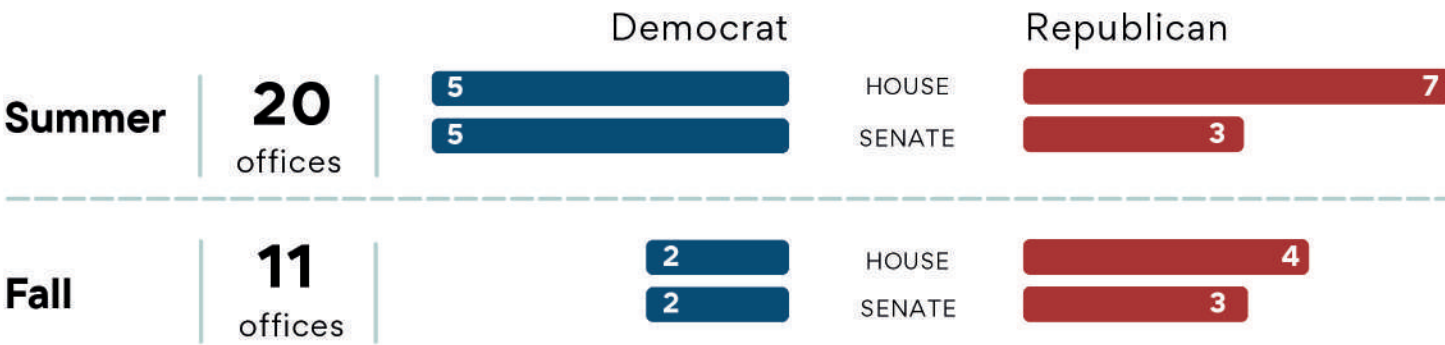 Democrat Republican
Summer
20
offices
5 HOUSE 7
5 SENATE 3
Fall
11
offices
2 HOUSE 4
2 SENATE 3